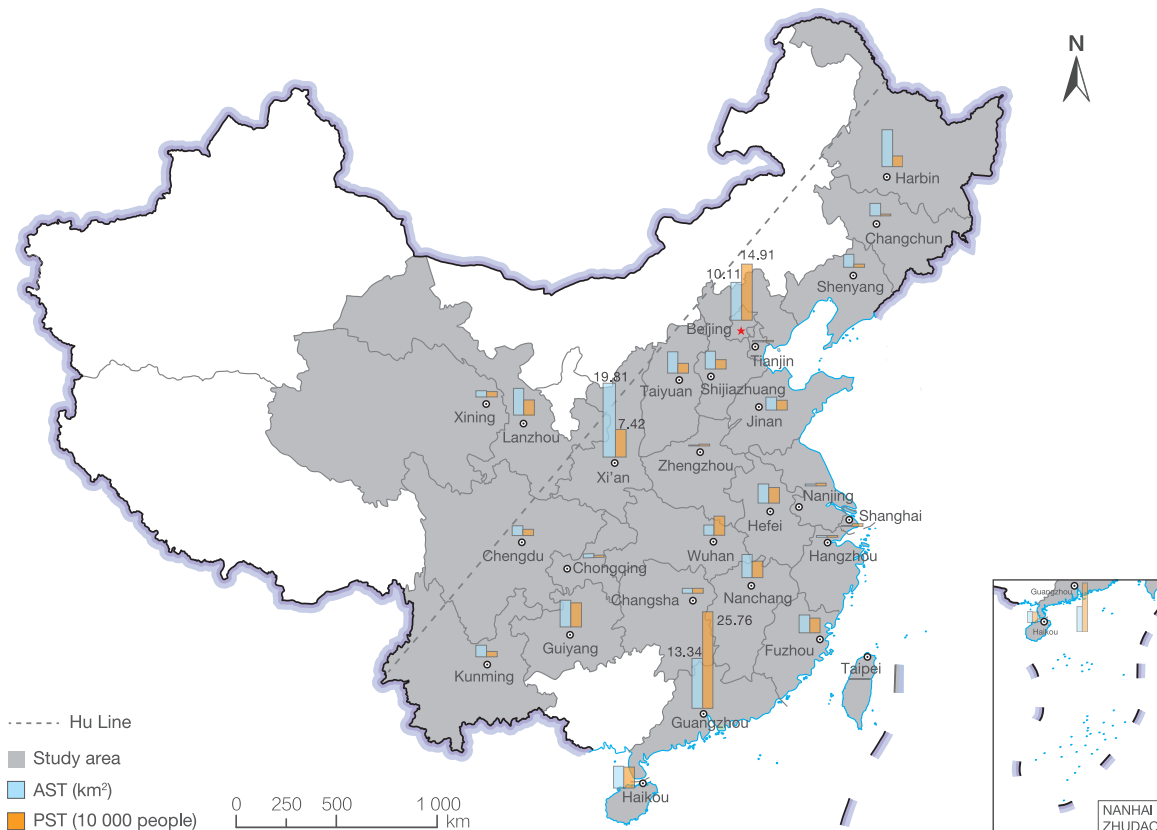 N
Harbin
Changchun
14.91
10.11
Shenyang
Beijing
Tianjin
19.81
Taiyuan
Shijiazhuang
Xining
Jinan
7.42
Lanzhou
Zhengzhou
Xi'an
Nanjing
Shanghai
Hefei
Chengdu
Wuhan
Hangzhou
Chongqing
Changsha
Nanchang
25.76
Guiyang
13.34
Fuzhou
Kunming
Taipei
Guangzhou
Haikou
Guangzhou
Haikou
NANHAI
ZHUDAO
Hu Line
Study area
AST (km²)
PST (10 000 people)
0 250 500 1 000
km